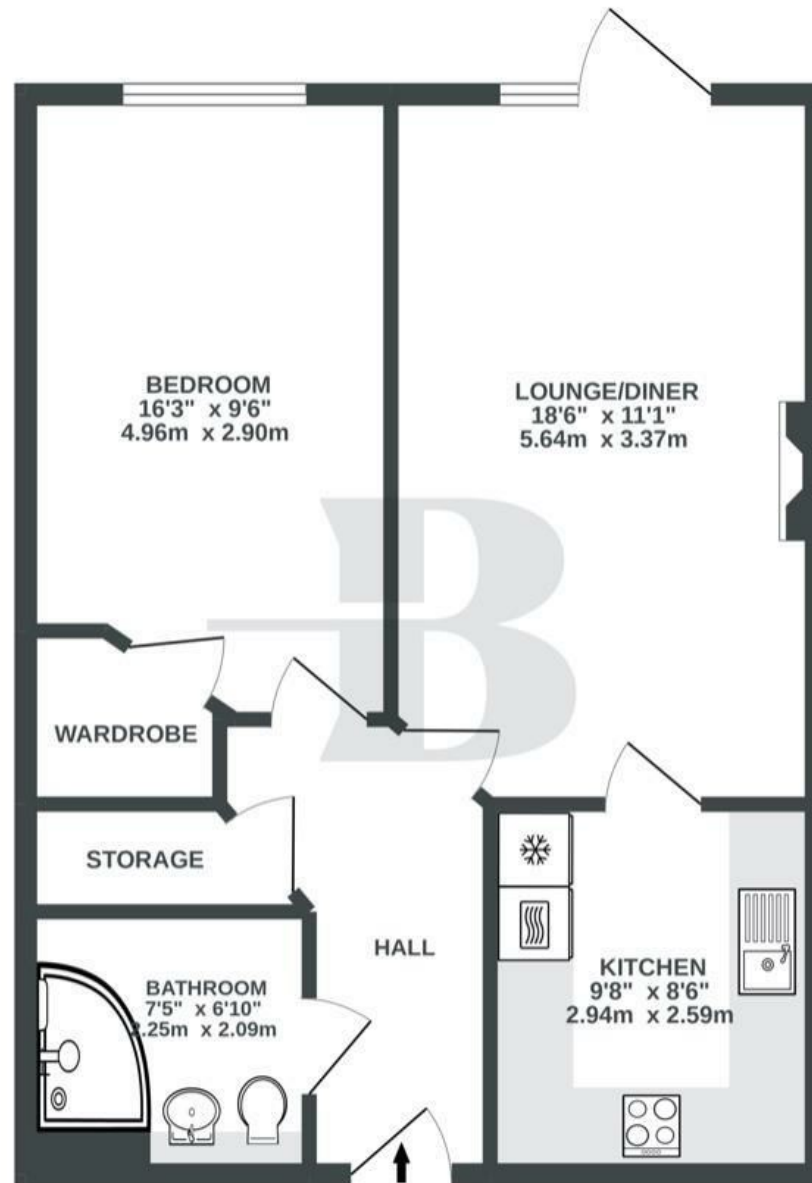 BEDROOM
16'3" x 9'6"
4.96m x 2.90m
LOUNGE/DINER
18'6" x 11'1"
5.64m x 3.37m
B
WARDROBE
STORAGE
HALL
BATHROOM
7'5" x 6'10"
2.25m x 2.09m
KITCHEN
9'8" x 8'6"
2.94m x 2.59m